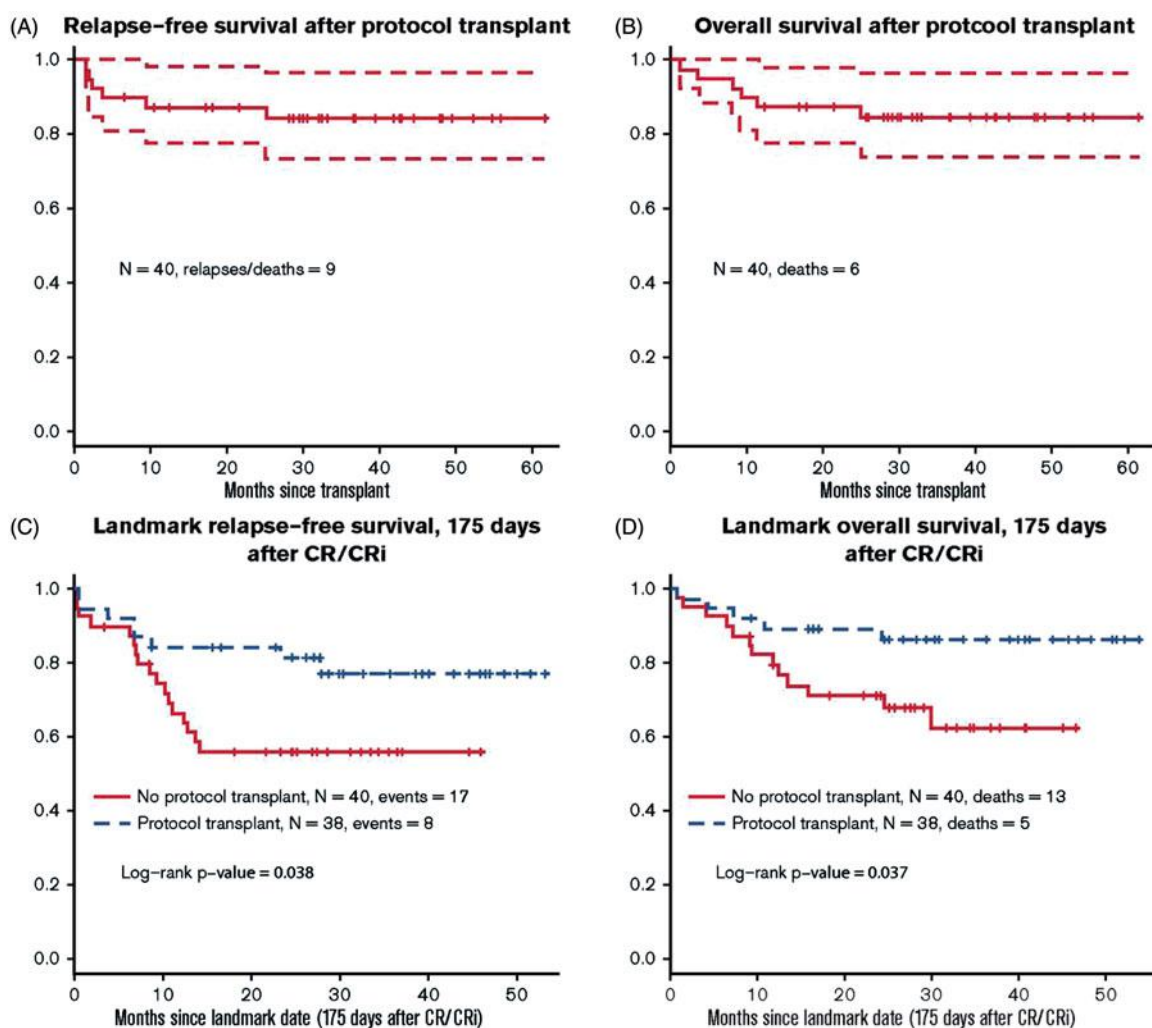 (A) Relapse-free survival after protocol transplant
1.0
0.8
0.6
N = 40, relapses/deaths = 9
0.4
0.2
0.0
0 10 20 30 40 50 60
Months since transplant
(B) Overall survival after protcool transplant
1.0
0.8
0.6
N = 40, deaths = 6
0.4
0.2
0.0
0 10 20 30 40 50 60
Months since transplant
(C) Landmark relapse-free survival, 175 days
after CR/CRi
1.0
0.8
0.6
No protocol transplant, N = 40, events = 17
0.4
Protocol transplant, N = 38, events = 8
Log-rank p-value = 0.038
0.2
0.0
0 10 20 30 40 50
Months since landmark date (175 days after CR/CRi)
(D) Landmark overall survival, 175 days
after CR/CRi
1.0
0.8
0.6
No protocol transplant, N = 40, deaths = 13
0.4
Protocol transplant, N = 38, deaths = 5
Log-rank p-value = 0.037
0.2
0.0
0 10 20 30 40 50
Months since landmark date (175 days after CR/CRi)